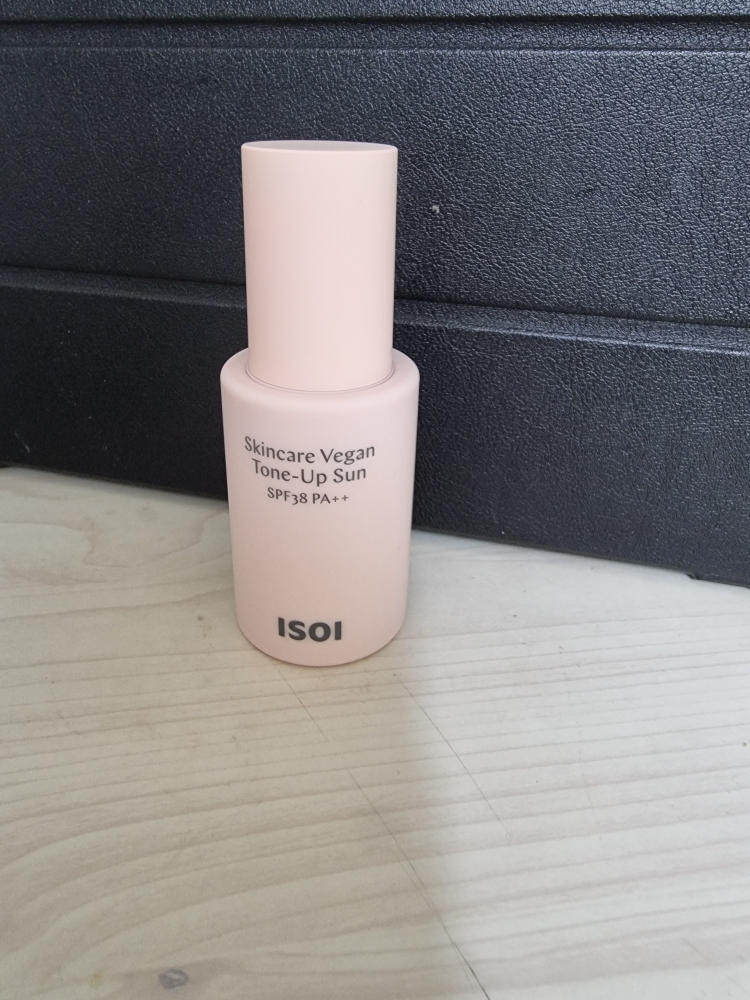 Skincare Vegan
Tone-Up Sun
SPF38 PA++
ISOI